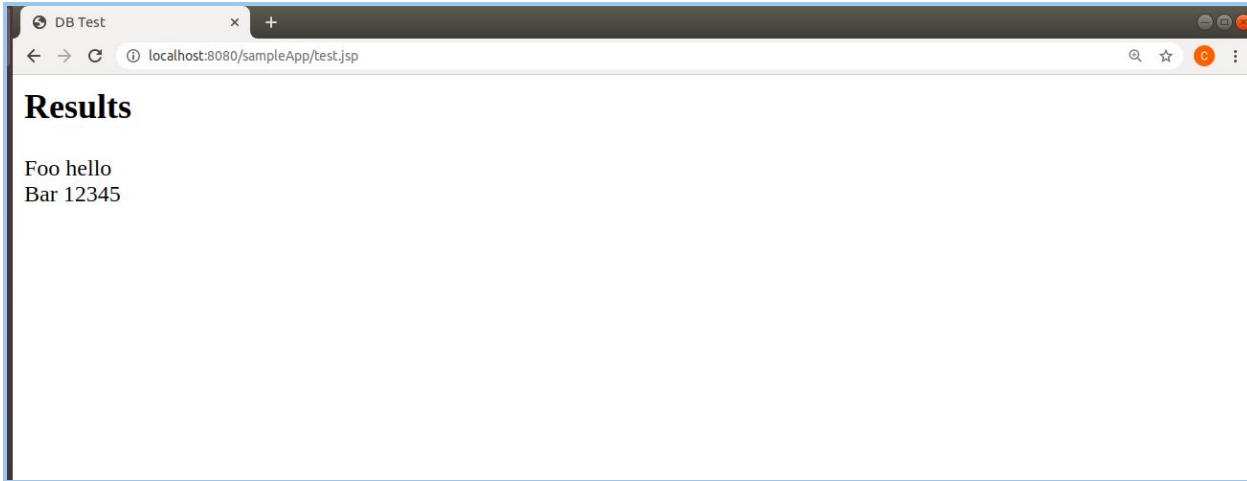 DB Test
localhost:8080/sampleApp/test.jsp
C
Results
Foo hello
Bar 12345